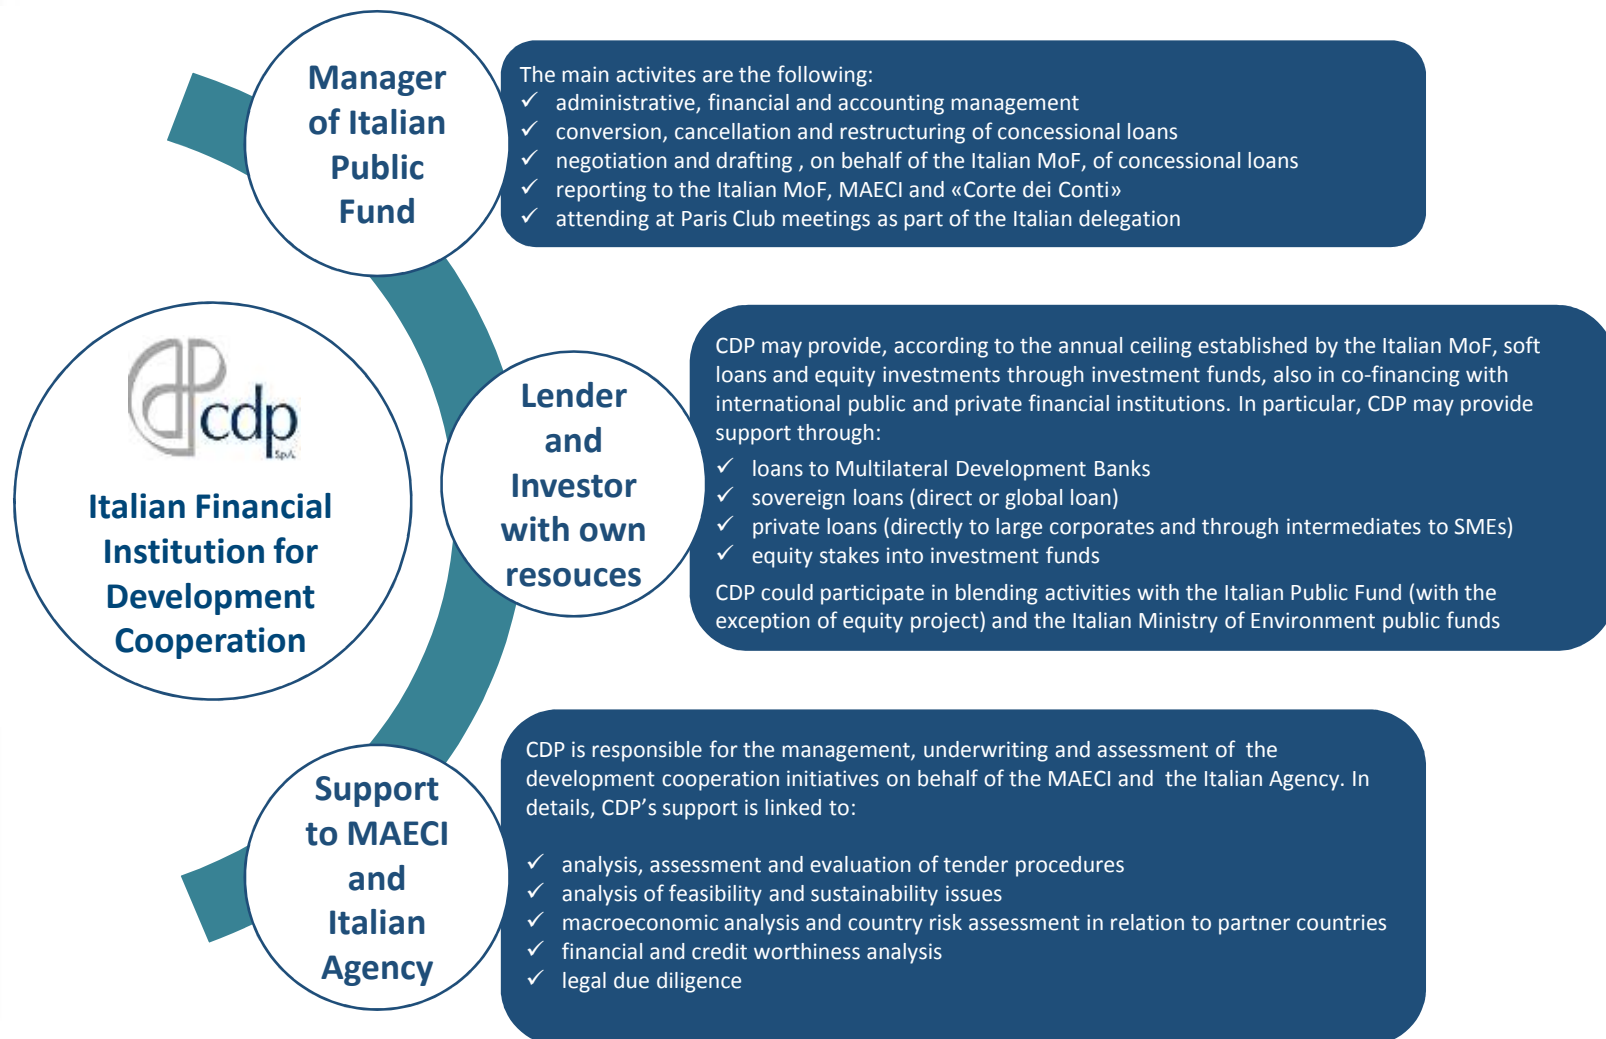 Manager
of Italian
Public
Fund
The main activites are the following:
✓ administrative, financial and accounting management
✓ conversion, cancellation and restructuring of concessional loans
✓ negotiation and drafting , on behalf of the Italian MoF, of concessional loans
✓ reporting to the Italian MoF, MAECI and «Corte dei Conti»
✓ attending at Paris Club meetings as part of the Italian delegation
cdp
SpA
Italian Financial
Institution for
Development
Cooperation
Lender
and
Investor
with own
resouces
CDP may provide, according to the annual ceiling established by the Italian MoF, soft
loans and equity investments through investment funds, also in co-financing with
international public and private financial institutions. In particular, CDP may provide
support through:
✓ loans to Multilateral Development Banks
✓ sovereign loans (direct or global loan)
✓ private loans (directly to large corporates and through intermediates to SMEs)
✓ equity stakes into investment funds
CDP could participate in blending activities with the Italian Public Fund (with the
exception of equity project) and the Italian Ministry of Environment public funds
Support
to MAECI
and
Italian
Agency
CDP is responsible for the management, underwriting and assessment of the
development cooperation initiatives on behalf of the MAECI and the Italian Agency. In
details, CDP’s support is linked to:
✓ analysis, assessment and evaluation of tender procedures
✓ analysis of feasibility and sustainability issues
✓ macroeconomic analysis and country risk assessment in relation to partner countries
✓ financial and credit worthiness analysis
✓ legal due diligence